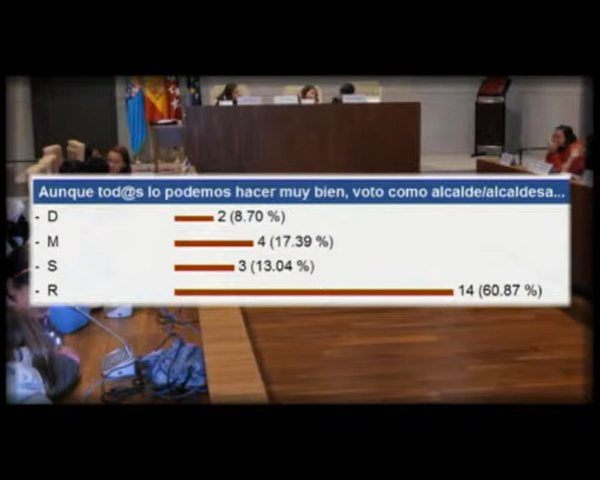 Aunque tod@s lo podemos hacer muy bien, voto como alcalde/alcaldesa...
- D 2 (8.70 %)
- M 4 (17.39 %)
- S 3 (13.04 %)
- R 14 (60.87 %)